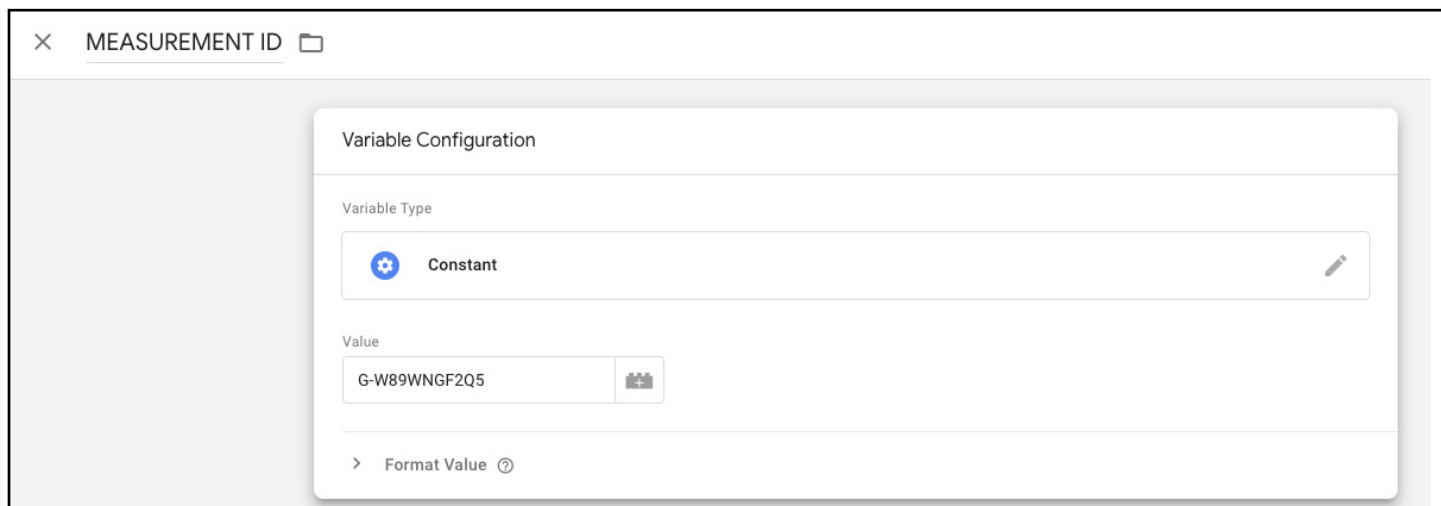 MEASUREMENT ID
Variable Configuration
Variable Type
Constant
Value
G-W89WNGF2Q5
Format Value